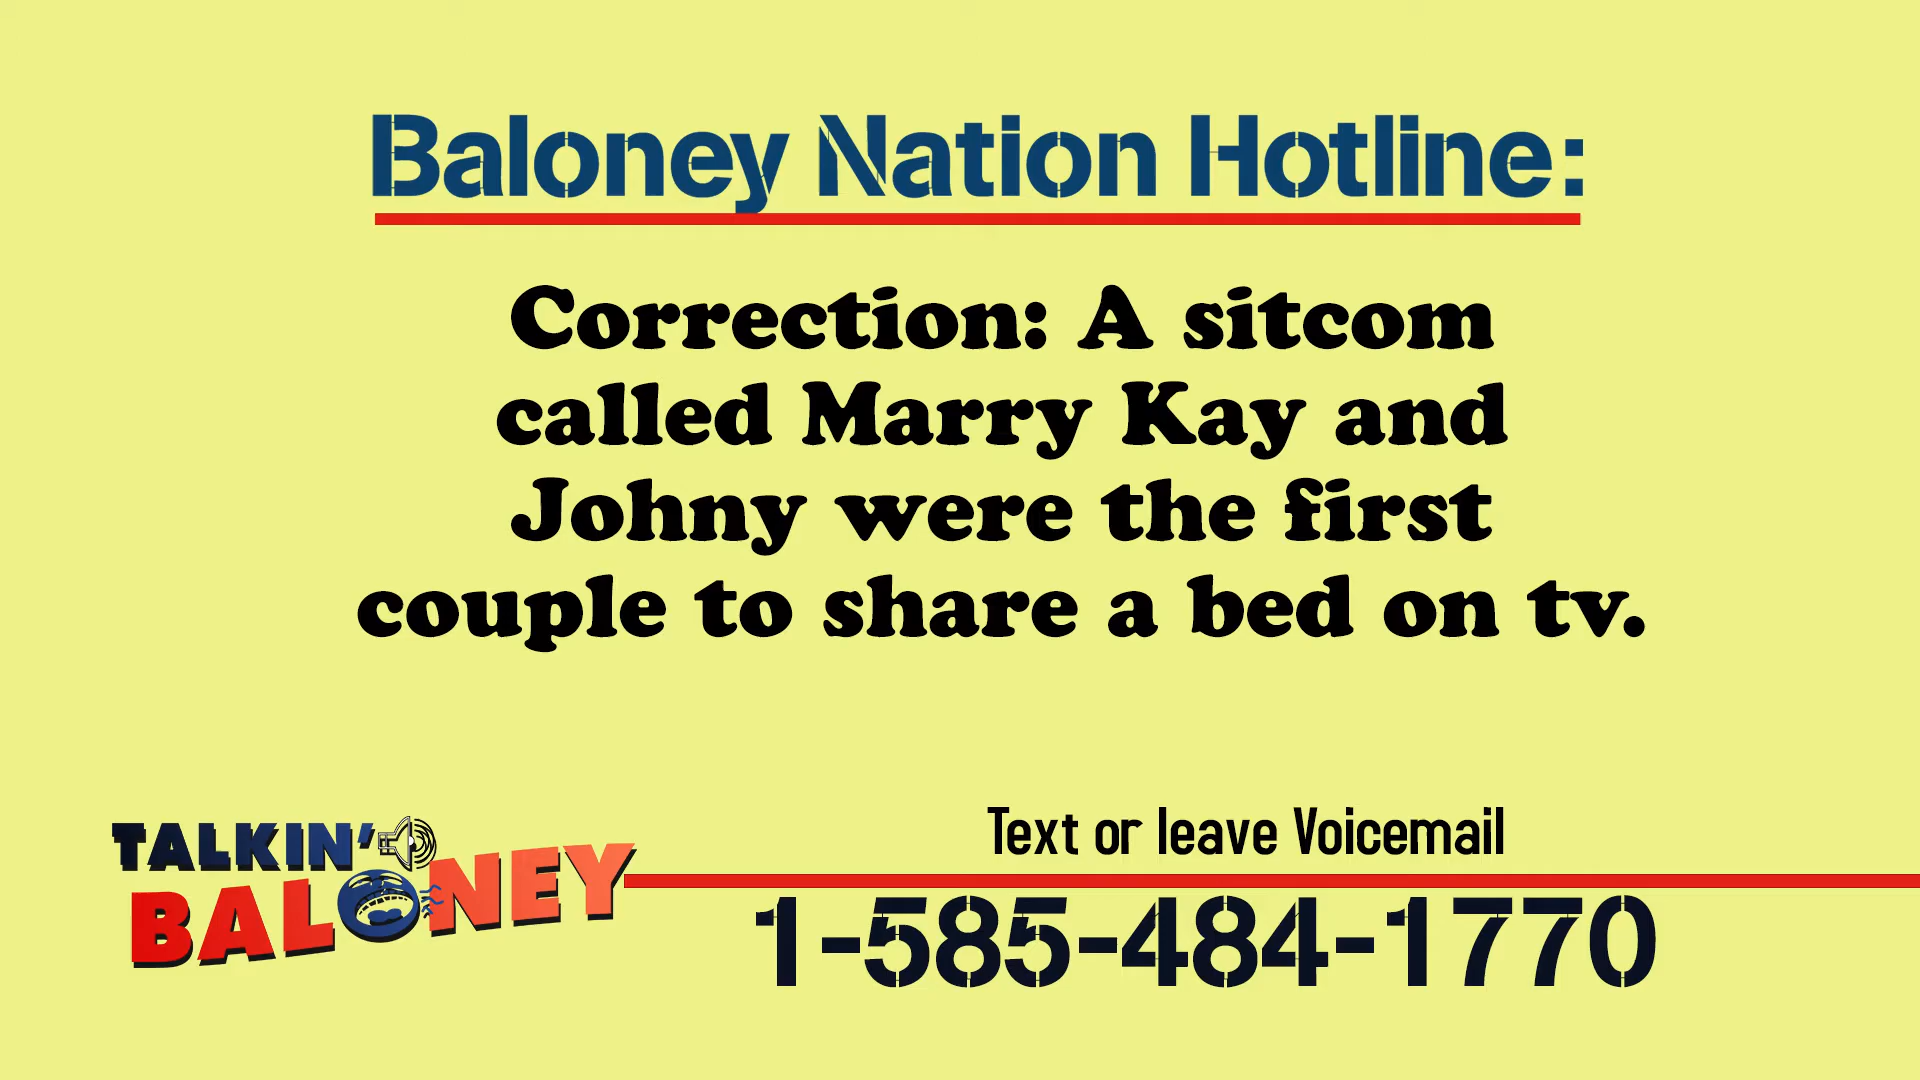 Baloney Nation Hotline:
Correction: A sitcom
called Marry Kay and
Johny were the first
couple to share a bed on tv.
Text or leave Voicemail
TALKIN'
BALONEY
1-585-484-1770